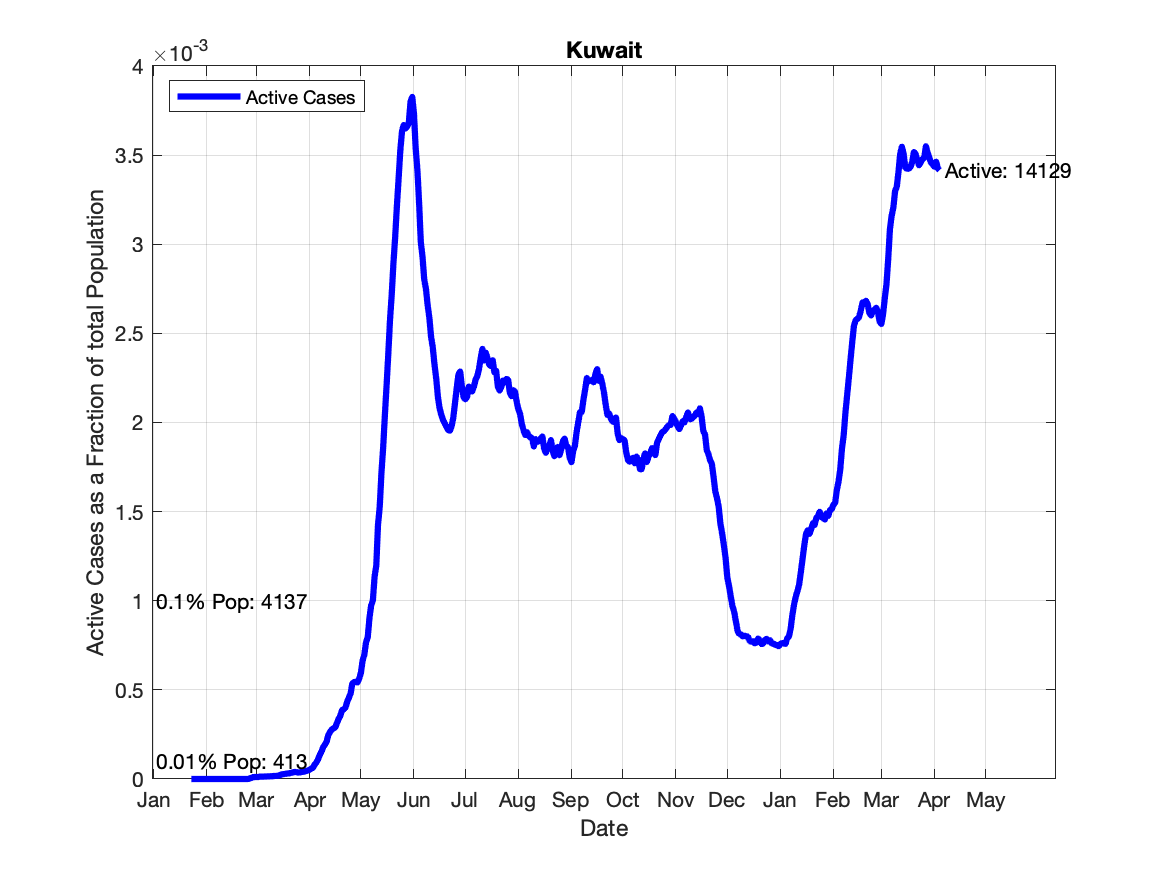 Kuwait
×10-3
Active Cases
4
3.5
3
2.5
2
1.5
1
0.5
0
Active Cases as a Fraction of total Population
Active: 14129
0.1% Pop: 4137
0.01% Pop: 413
Jan Feb Mar Apr May Jun Jul Aug Sep Oct Nov Dec Jan Feb Mar Apr May
Date